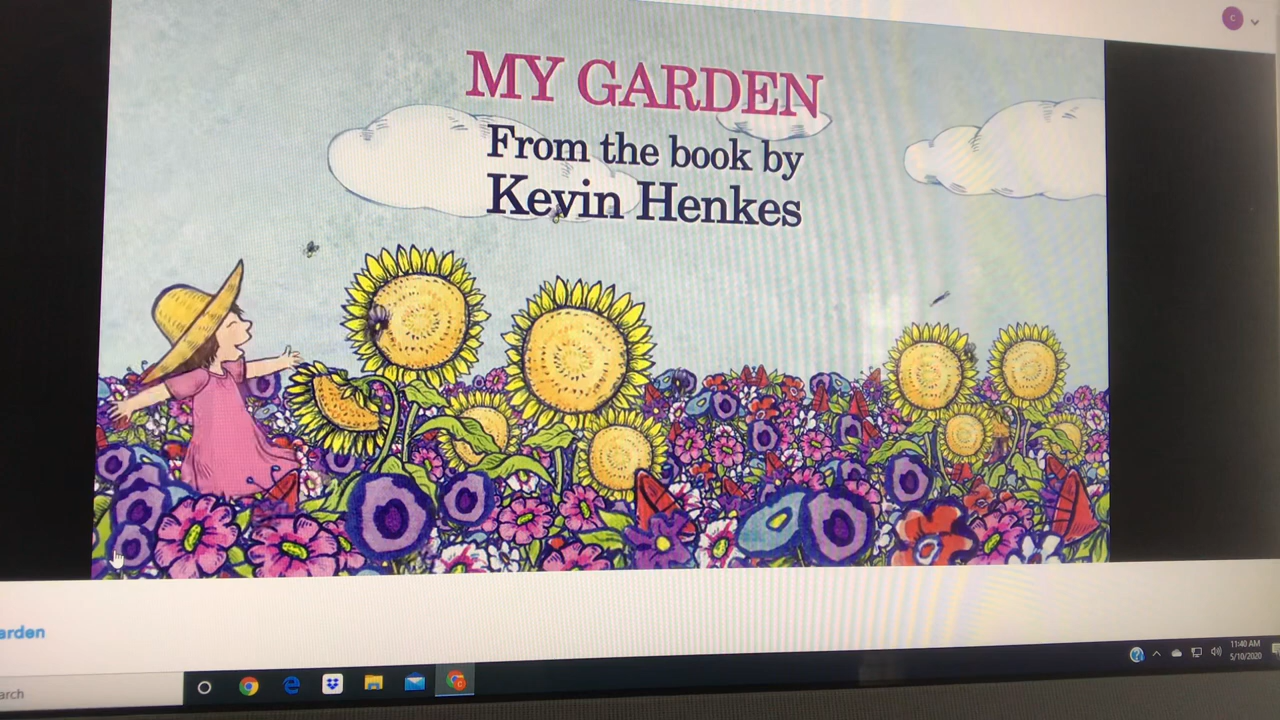 C
MY GARDEN
From the book by
Kevin Henkes
arden
arch
11:40 AM
5/10/2020